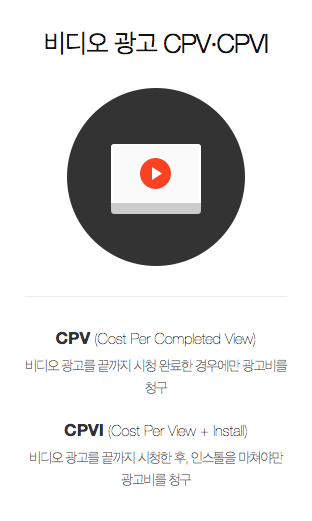 비디오 광고 CPV·CPVI
CPV (Cost Per Completed View)
비디오 광고를 끝까지 시청 완료한 경우에만 광고비를
청구
CPVI (Cost Per View + Install)
비디오 광고를 끝까지 시청한 후, 인스톨을 마쳐야만
광고비를 청구